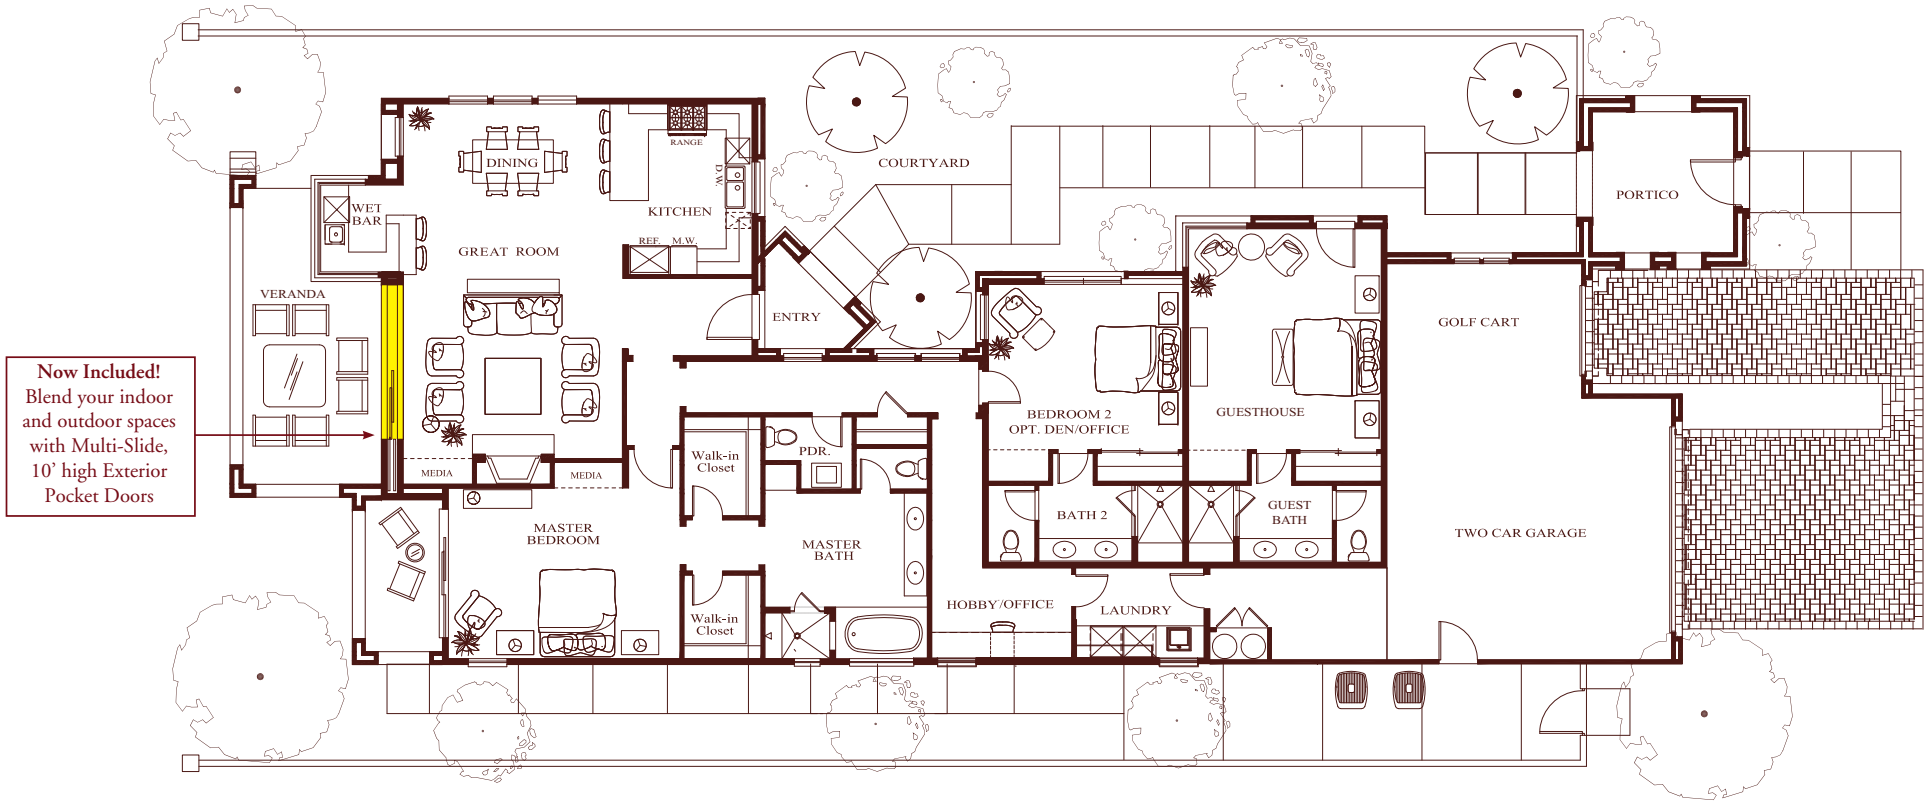 COURTYARD
RANGE
DINING
D.W.
PORTICO
WET
BAR
KITCHEN
REF.
M.W.
GREAT ROOM
VERANDA
ENTRY
GOLF CART
Now Included!
Blend your indoor
and outdoor spaces
with Multi-Slide,
10’ high Exterior
Pocket Doors
BEDROOM 2
OPT. DEN/OFFICE
GUESTHOUSE
MEDIA
MEDIA
Walk-in
Closet
PDR.
MASTER
BEDROOM
MASTER
BATH
BATH 2
GUEST
BATH
TWO CAR GARAGE
HOBBY/OFFICE
LAUNDRY
Walk-in
Closet